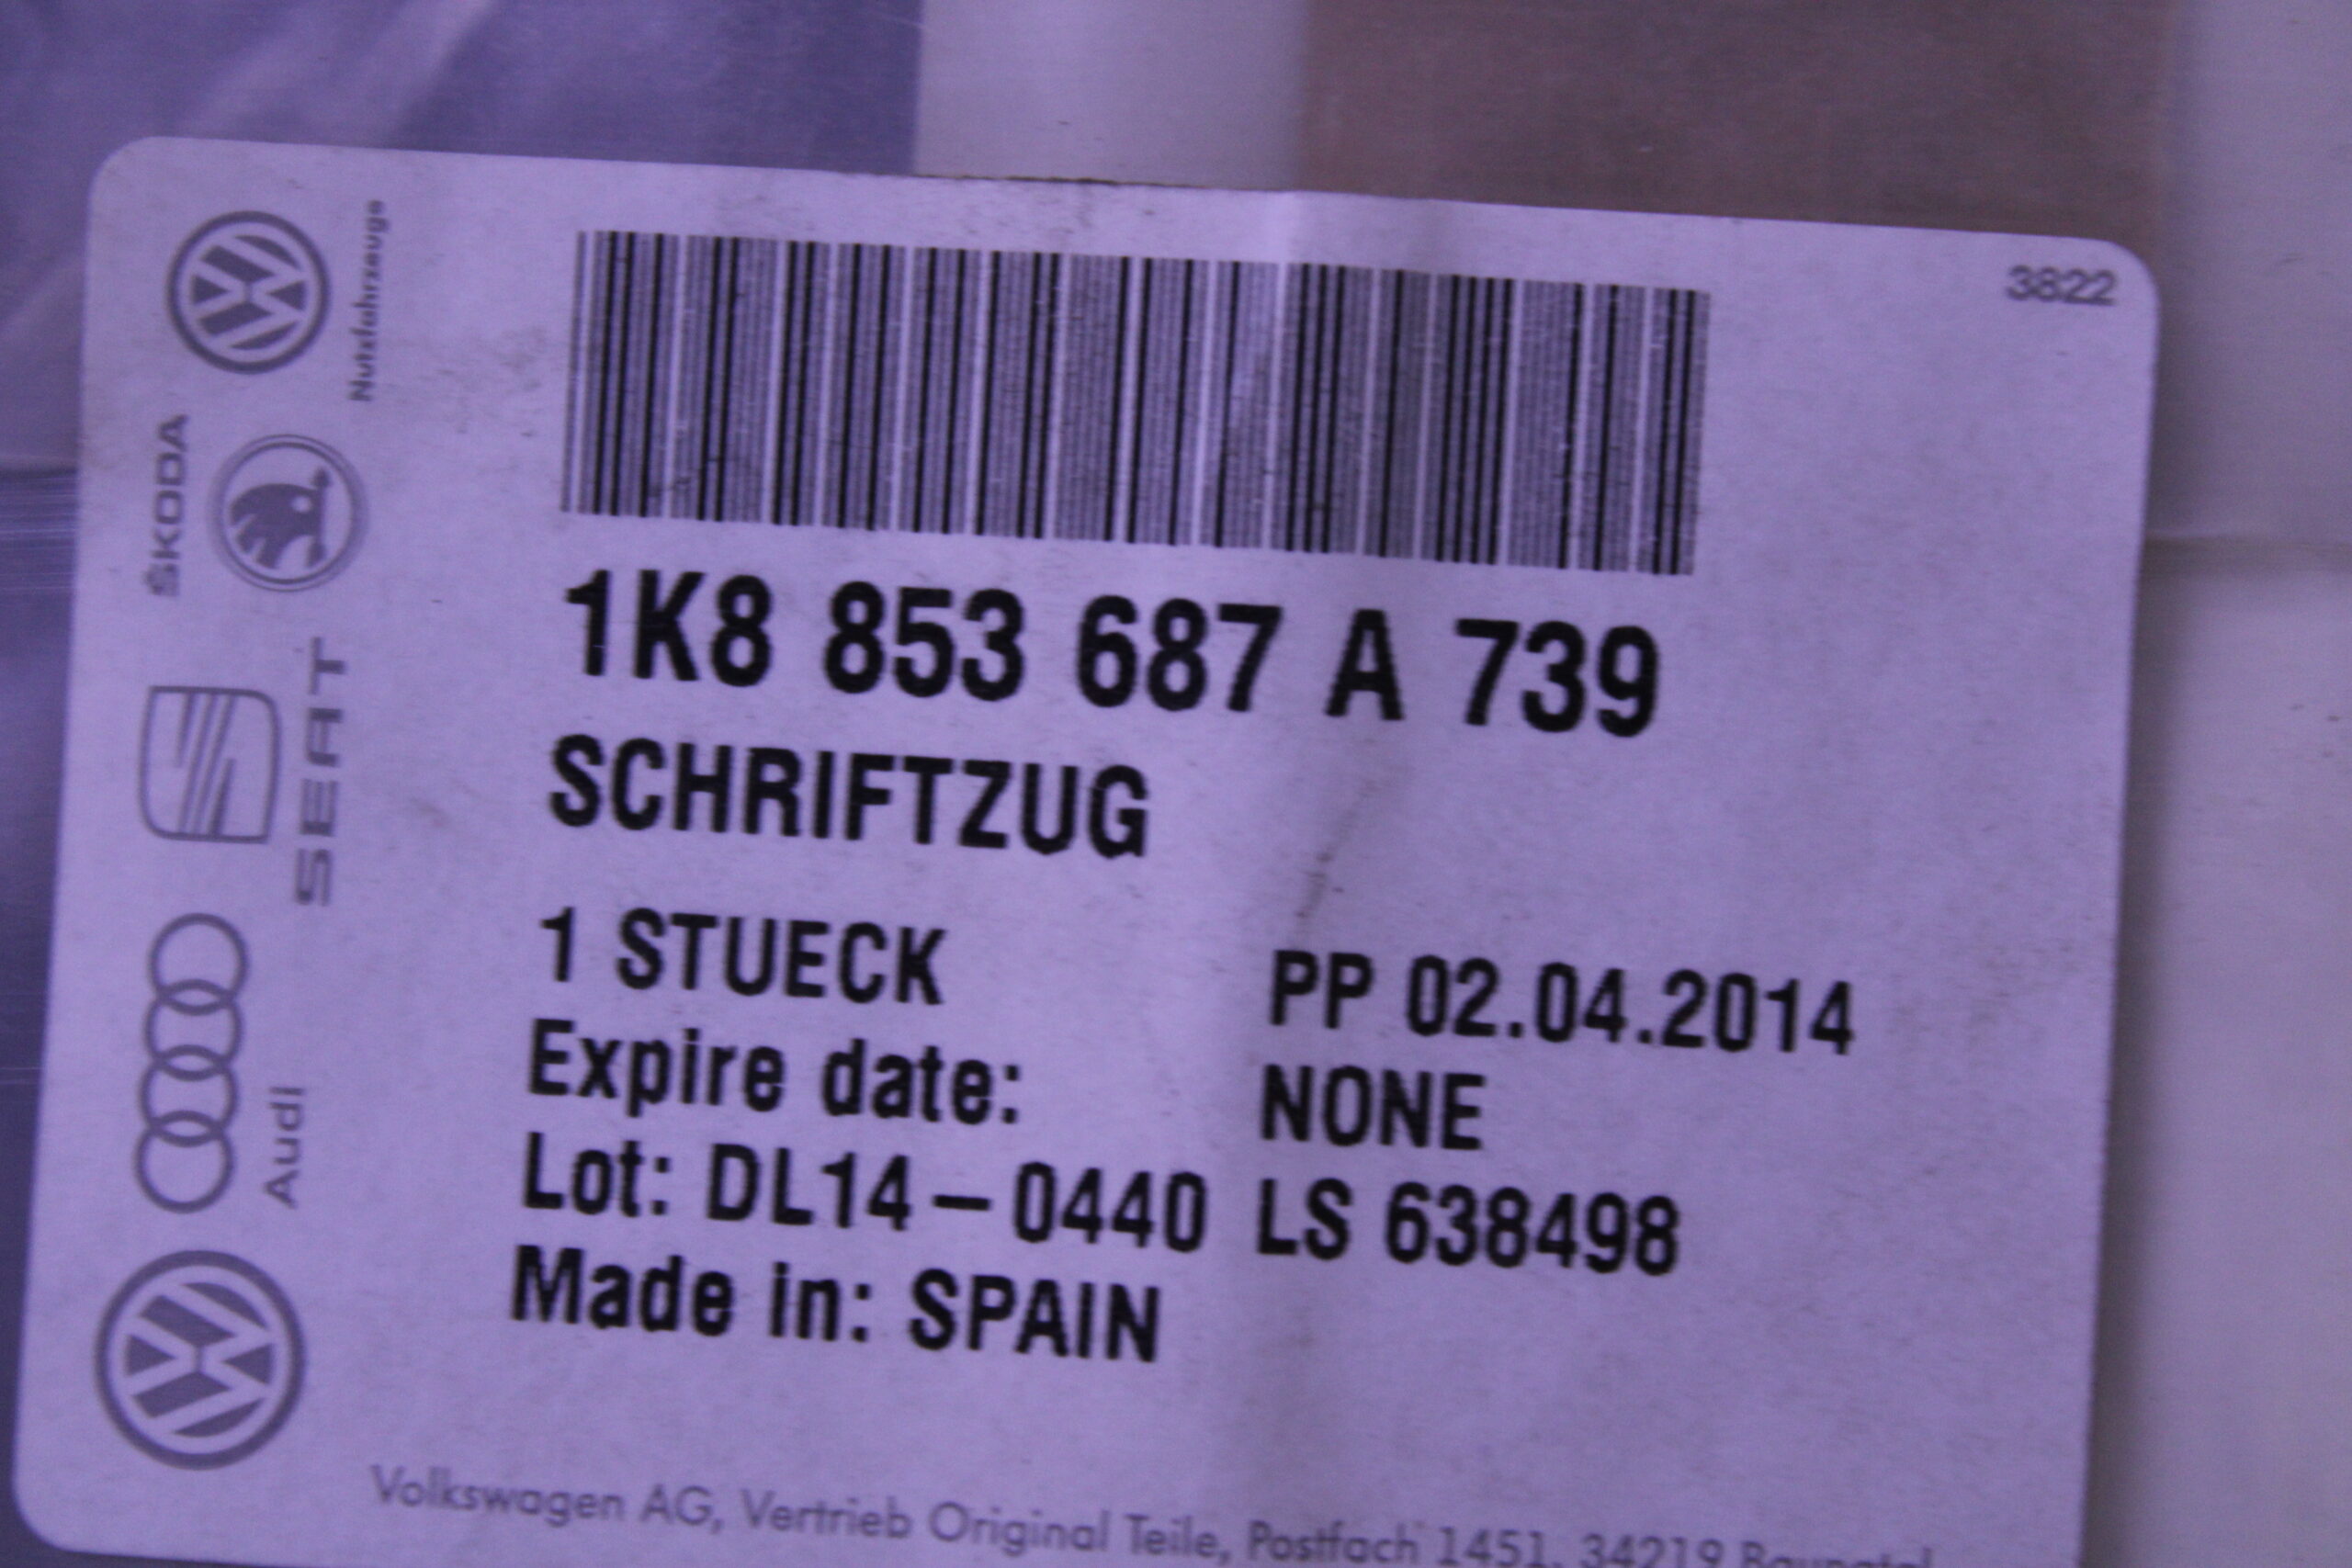 3822
Nutzfahrzeuge
ŠKODA
SEAT
Audi
1K8 853 687 A 739
SCHRIFTZUG
1 STUECK PP 02.04.2014
Expire date: NONE
Lot: DL14-0440 LS 638498
Made in: SPAIN
Volkswagen AG, Vertrieb Original Teile, Postfach 1451, 34219 Baunatal